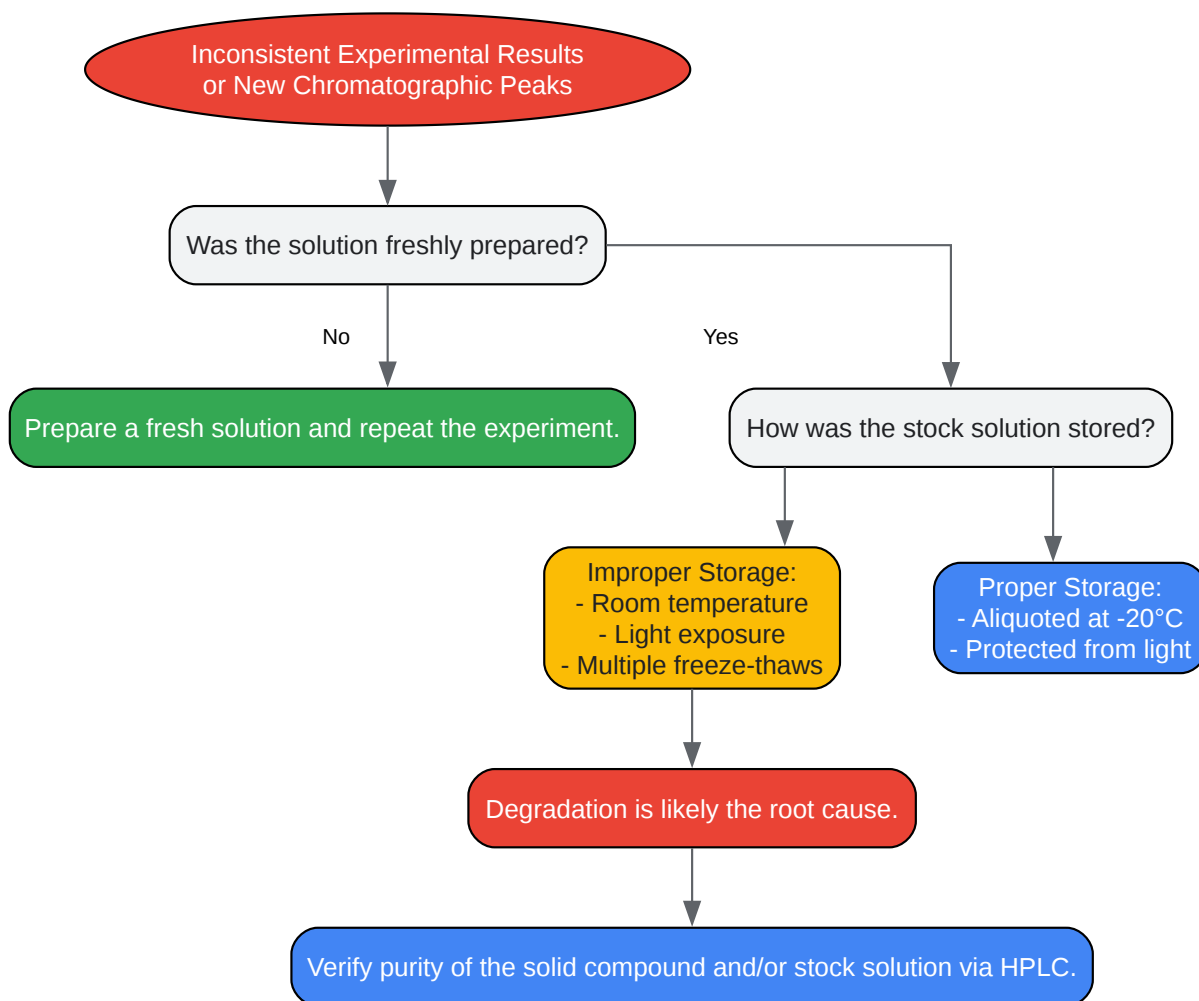 Inconsistent Experimental Results
or New Chromatographic Peaks
Was the solution freshly prepared?
No
Yes
Prepare a fresh solution and repeat the experiment.
How was the stock solution stored?
Improper Storage:
- Room temperature
- Light exposure
- Multiple freeze-thaws
Proper Storage:
- Aliquoted at -20°C
- Protected from light
Degradation is likely the root cause.
Verify purity of the solid compound and/or stock solution via HPLC.